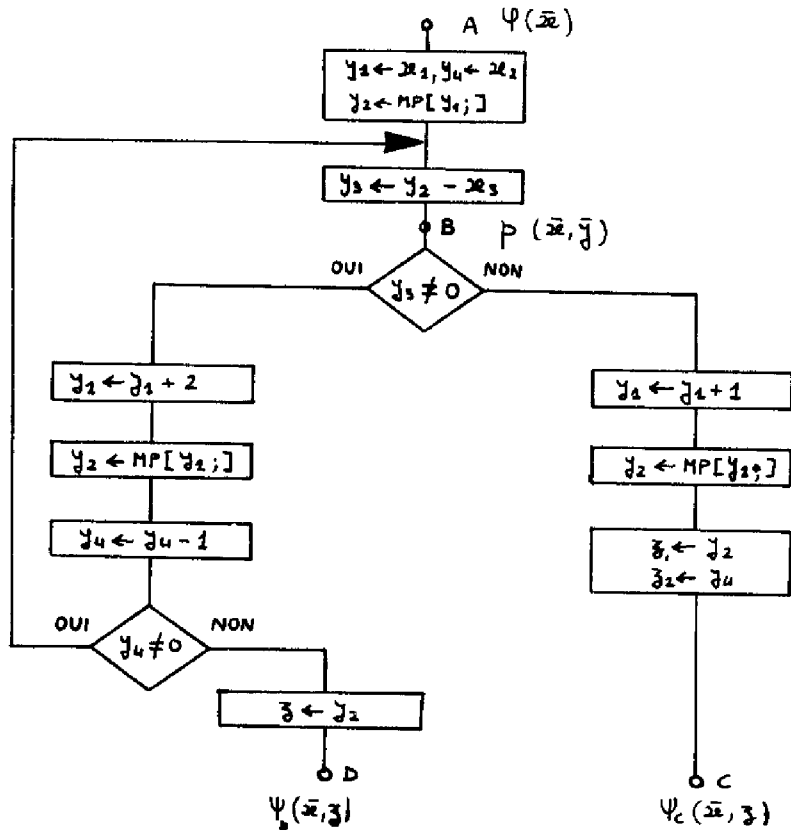 A φ(x̄)
y₁ ← x₁, y₄ ← x₂
y₂ ← MP[y₁;]
y₃ ← y₂ - x₃
B p(x̄,ȳ)
OUI
NON
y₃ ≠ 0
y₁ ← y₁ + 2
y₁ ← y₁ + 1
y₂ ← MP[y₁;]
y₂ ← MP[y₁;]
y₄ ← y₄ - 1
z₁ ← y₂
z₂ ← y₄
OUI
NON
y₄ ≠ 0
z ← y₂
D
C
Ψ_D(x̄,z)
Ψ_C(x̄,z)